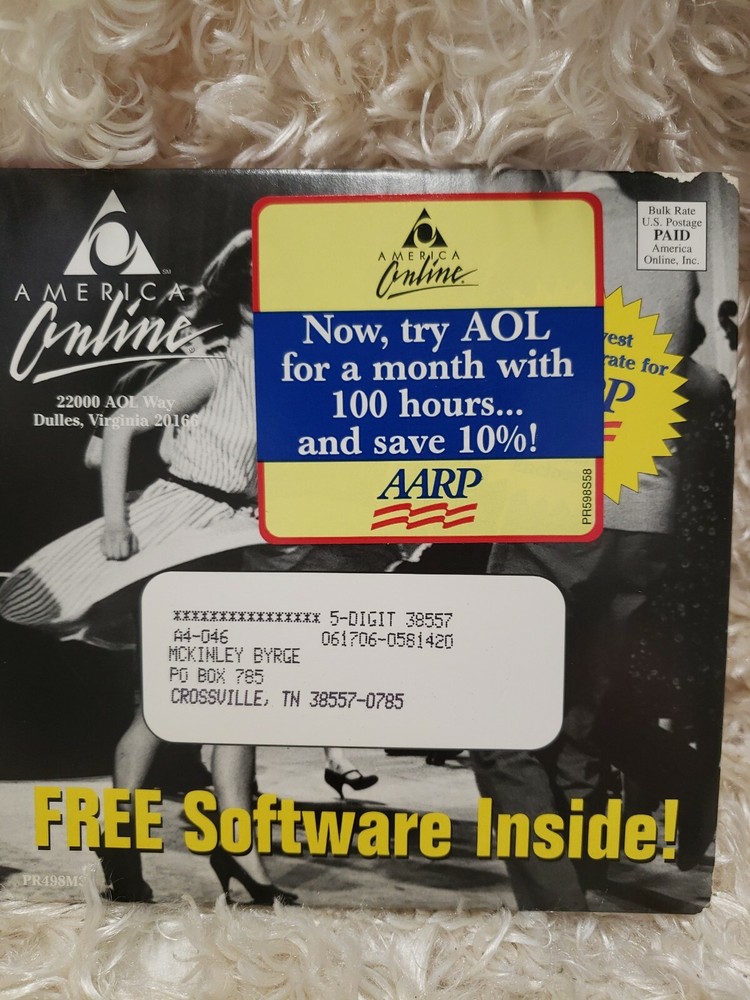 AMERICA
Online
22000 AOL Way
Dulles, Virginia 20166
AMERICA
Online
Now, try AOL
for a month with
100 hours...
and save 10%!
AARP
PR598S58
Bulk Rate
U.S. Postage
PAID
America
Online, Inc.
rate for
**************** 5-DIGIT 38557
A4-046 061706-0581420
MCKINLEY BYRGE
PO BOX 785
CROSSVILLE, TN 38557-0785
FREE Software Inside!